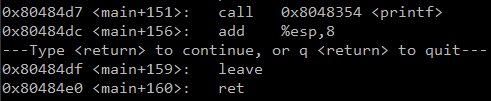 0x80484d7 <main+151>:   call   0x8048354 <printf>
0x80484dc <main+156>:   add    %esp,8
---Type <return> to continue, or q <return> to quit---
0x80484df <main+159>:   leave
0x80484e0 <main+160>:   ret